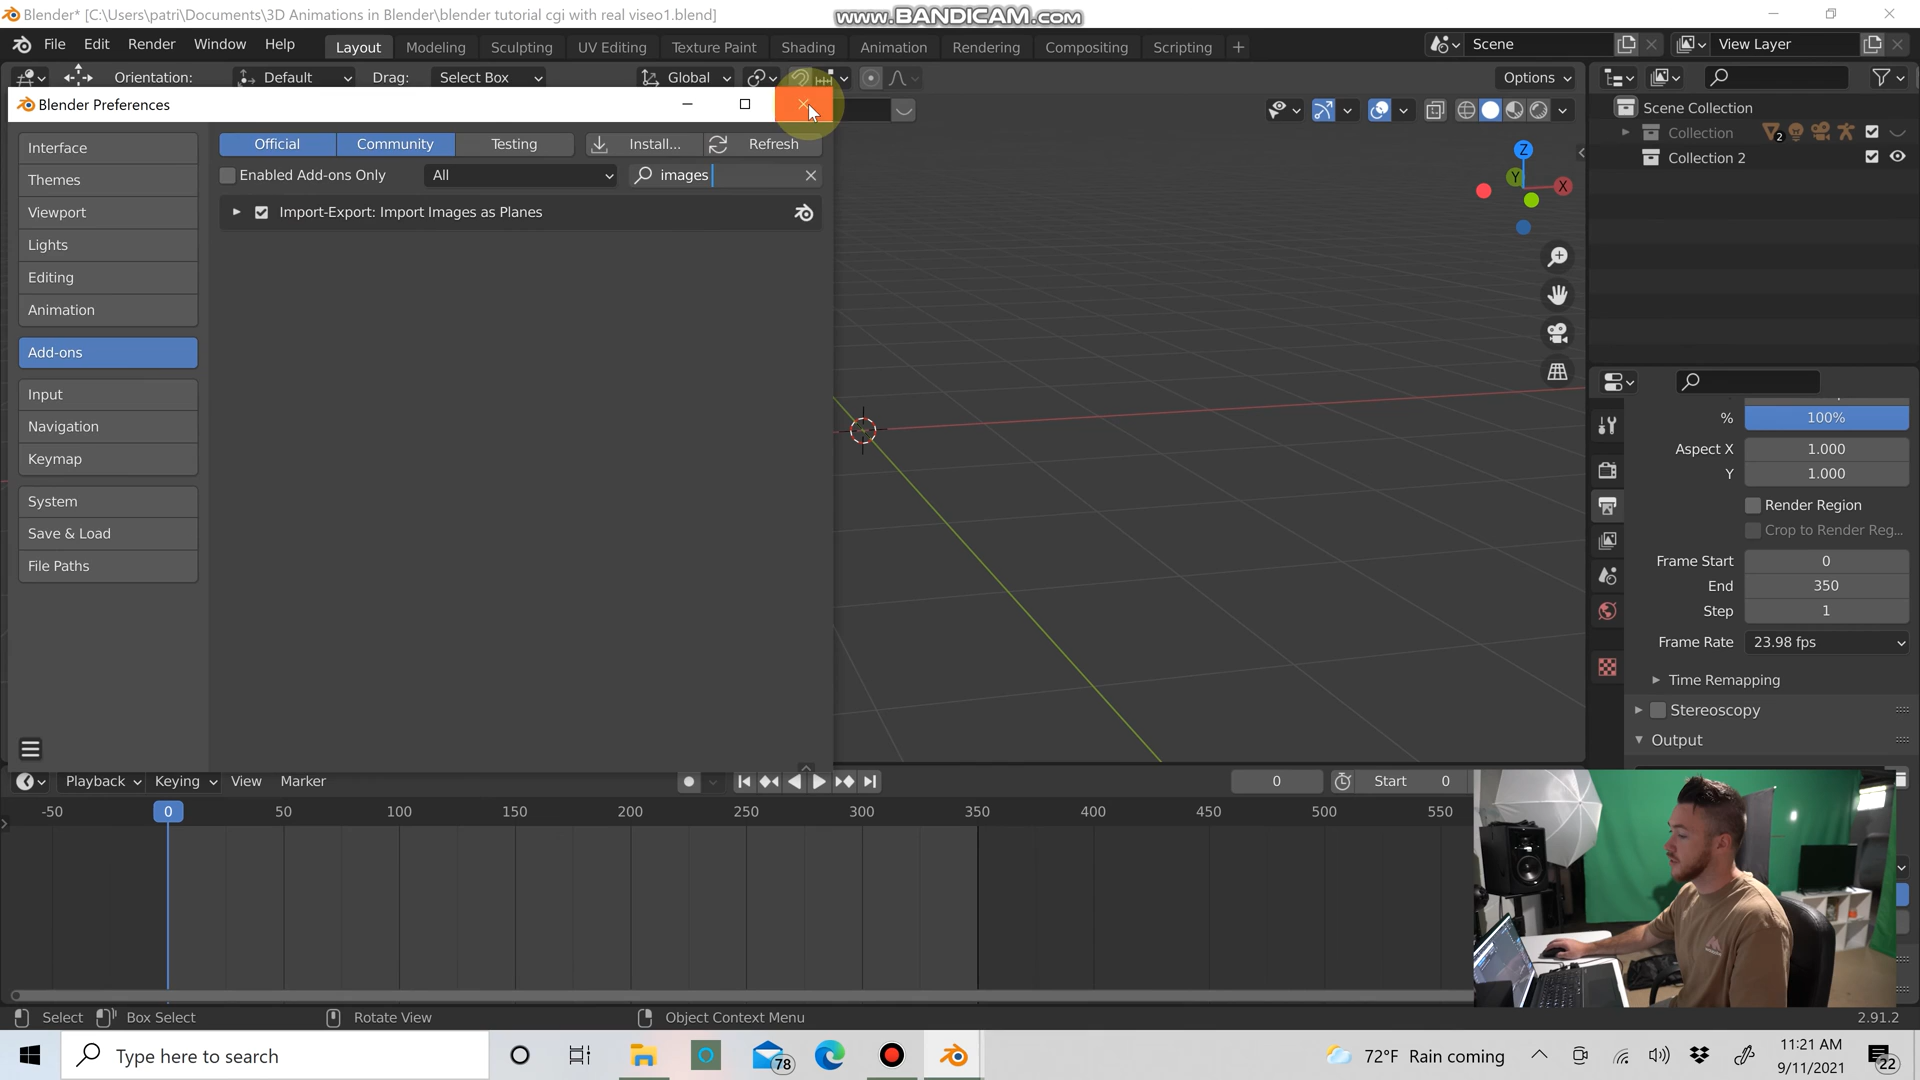 Blender* [C:\Users\patri\Documents\3D Animations in Blender\blender tutorial cgi with real viseo1.blend]
www.BANDICAM.com
File Edit Render Window Help
Layout Modeling Sculpting UV Editing Texture Paint Shading Animation Rendering Compositing Scripting +
Scene
View Layer
Orientation: Default Drag: Select Box Global Options
Blender Preferences
Scene Collection
Collection 2
Collection 2
Interface
Themes
Viewport
Lights
Editing
Animation
Add-ons
Input
Navigation
Keymap
System
Save & Load
File Paths
Official Community Testing Install... Refresh
Enabled Add-ons Only All images
Import-Export: Import Images as Planes
Z
Y
X
% 100%
Aspect X 1.000
Y 1.000
Render Region
Crop to Render Reg...
Frame Start 0
End 350
Step 1
Frame Rate 23.98 fps
Time Remapping
Stereoscopy
Output
Playback Keying View Marker 0 Start 0
-50 0 50 100 150 200 250 300 350 400 450 500 550
Select Box Select Rotate View Object Context Menu 2.91.2
Type here to search
78
72°F Rain coming
11:21 AM
9/11/2021
22